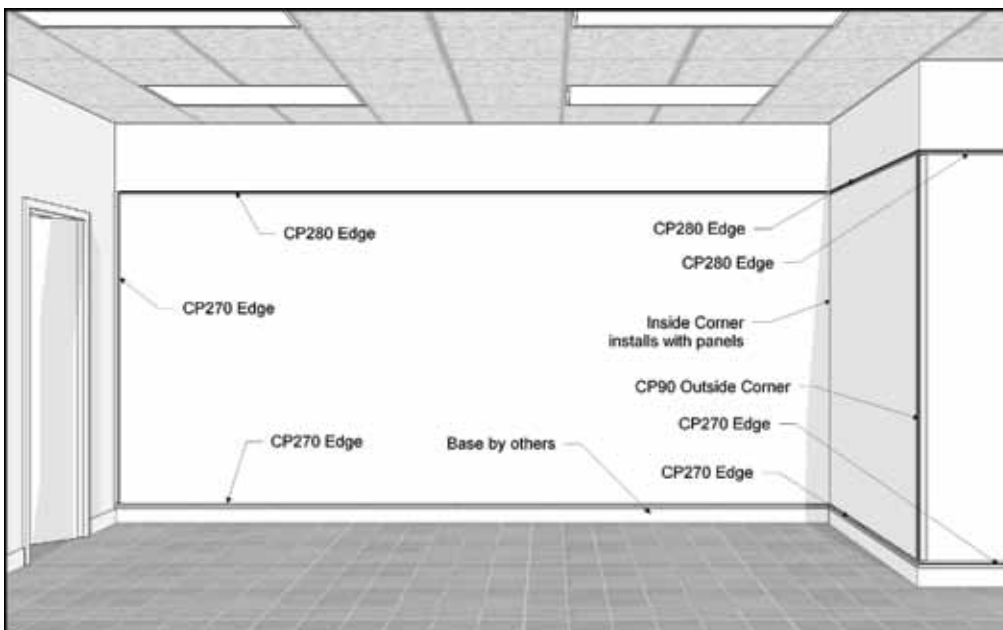 CP280 Edge
CP280 Edge
CP280 Edge
CP270 Edge
Inside Corner
installs with panels
CP90 Outside Corner
CP270 Edge
CP270 Edge
Base by others
CP270 Edge